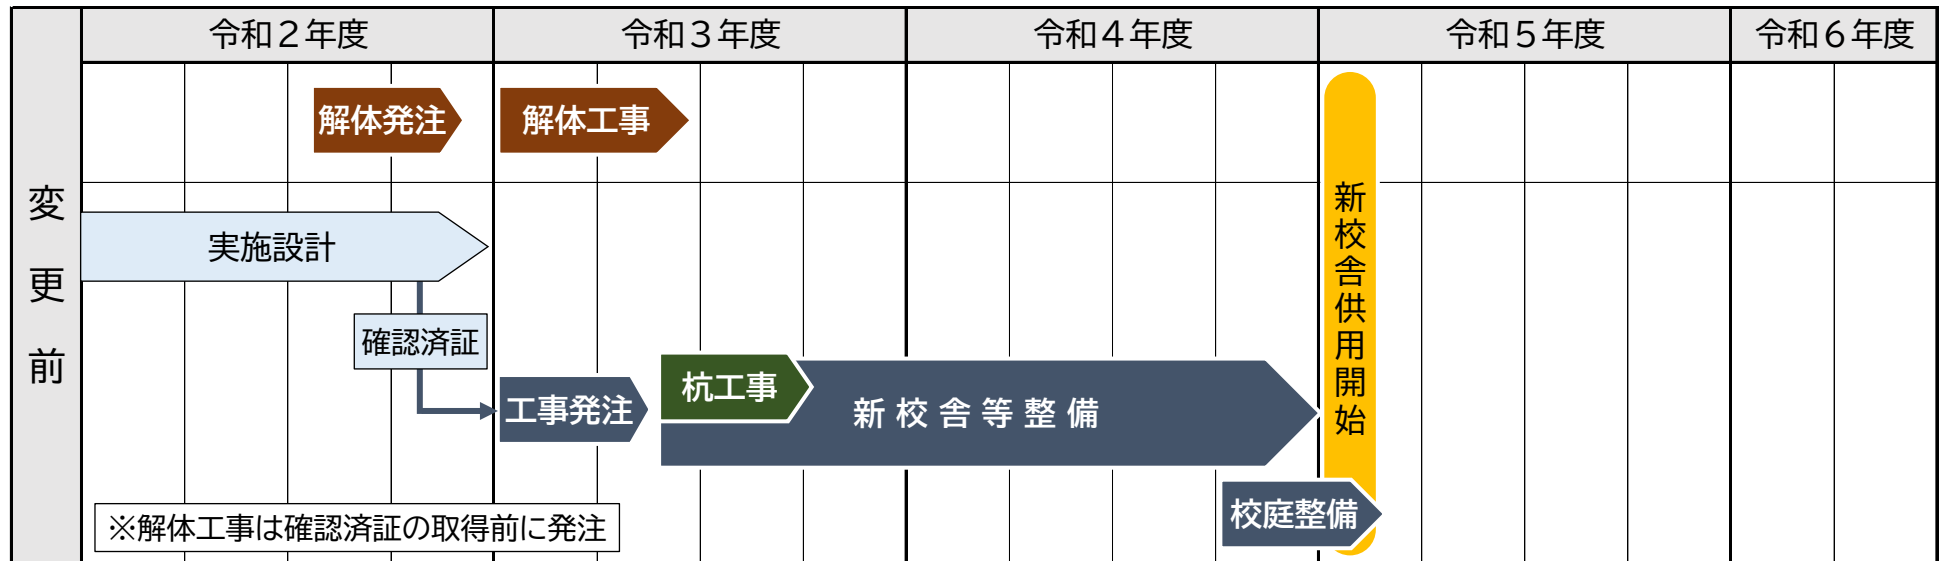 令和２年度
令和３年度
令和４年度
令和５年度
令和６年度
変更前
解体発注
解体工事
実施設計
確認済証
工事発注
杭工事
新校舎等整備
校庭整備
新校舎供用開始
※解体工事は確認済証の取得前に発注